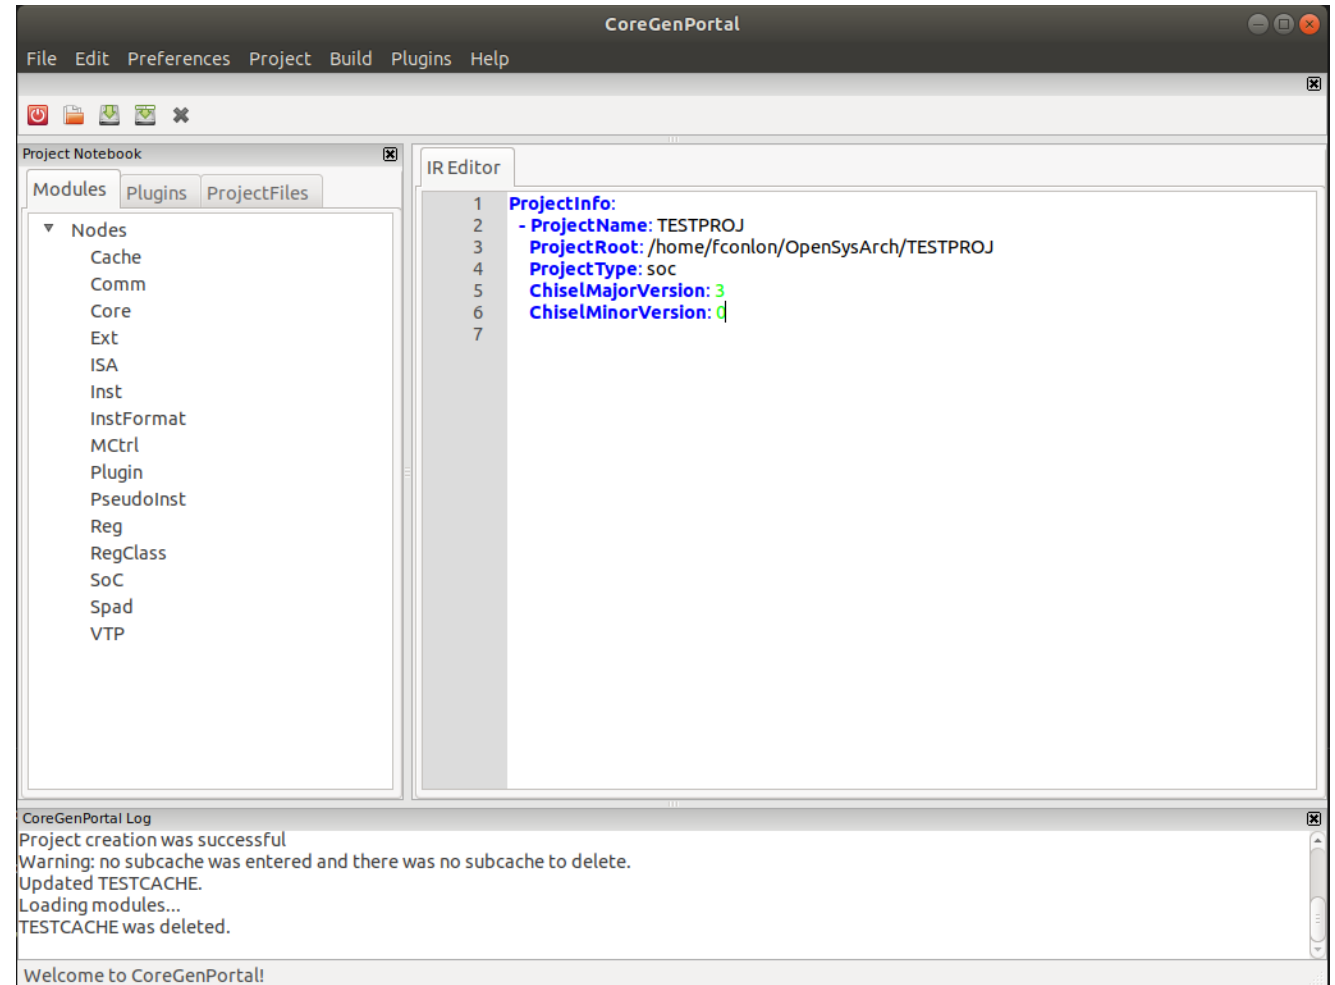 CoreGenPortal
File Edit Preferences Project Build Plugins Help
Project Notebook
Modules Plugins ProjectFiles
Nodes
Cache
Comm
Core
Ext
ISA
Inst
InstFormat
MCtrl
Plugin
PseudoInst
Reg
RegClass
SoC
Spad
VTP
IR Editor
1 ProjectInfo:
2 - ProjectName: TESTPROJ
3 ProjectRoot: /home/fconlon/OpenSysArch/TESTPROJ
4 ProjectType: soc
5 ChiselMajorVersion: 3
6 ChiselMinorVersion: 0
7
CoreGenPortal Log
Project creation was successful
Warning: no subcache was entered and there was no subcache to delete.
Updated TESTCACHE.
Loading modules...
TESTCACHE was deleted.
Welcome to CoreGenPortal!